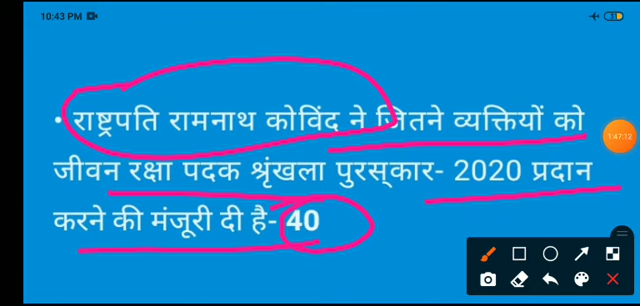 10:43 PM
• राष्ट्रपति रामनाथ कोविंद ने जितने व्यक्तियों को
जीवन रक्षा पदक श्रृंखला पुरस्कार- 2020 प्रदान
करने की मंजूरी दी है- 40
1:47:12